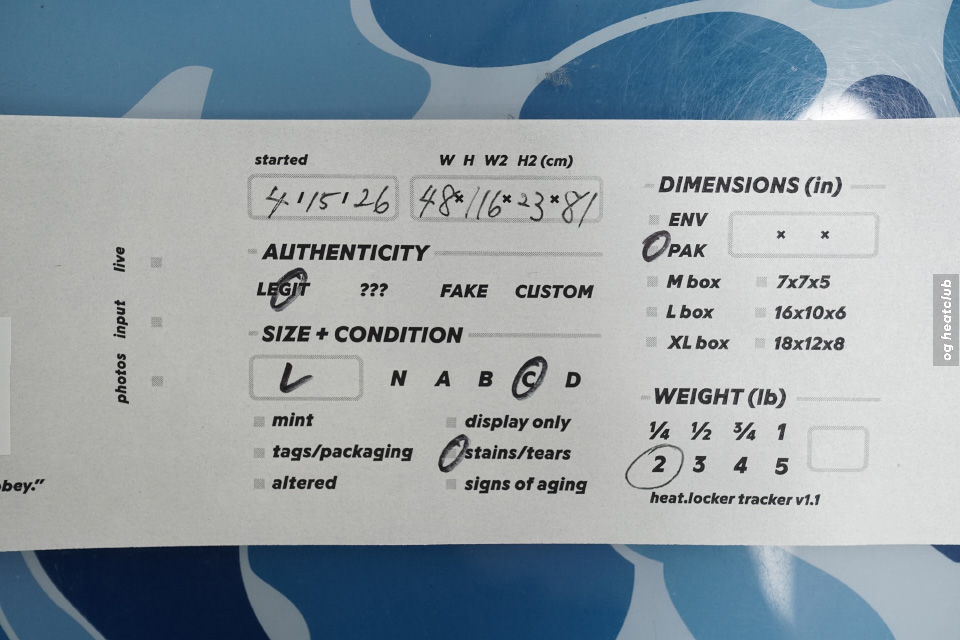 started
4/15/26
W H W2 H2 (cm)
48 × 116 × 23 × 81
AUTHENTICITY
LEGIT ??? FAKE CUSTOM
SIZE + CONDITION
L N A B C D
mint
tags/packaging
altered
display only
stains/tears
signs of aging
DIMENSIONS (in)
ENV
PAK
× ×
M box 7x7x5
L box 16x10x6
XL box 18x12x8
WEIGHT (lb)
¼ ½ ¾ 1
2 3 4 5
heat.locker tracker v1.1
live
input
photos
obey.”
og heatclub